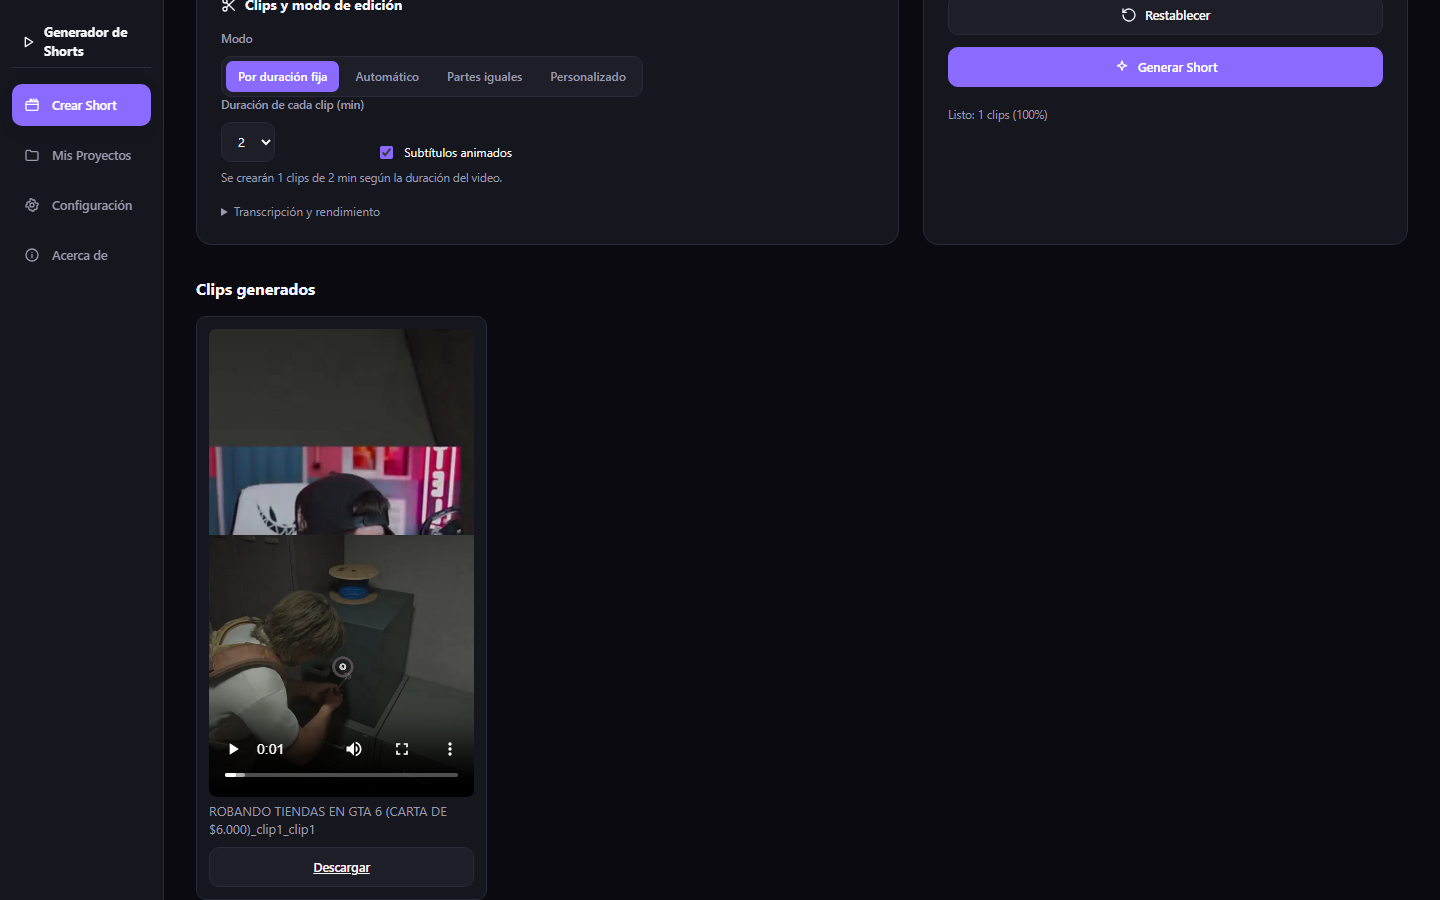 Generador de
Shorts
Crear Short
Mis Proyectos
Configuración
Acerca de
Clips y modo de edición
Modo
Por duración fija
Automático
Partes iguales
Personalizado
Duración de cada clip (min)
2
Subtítulos animados
Se crearán 1 clips de 2 min según la duración del video.
Transcripción y rendimiento
Restablecer
Generar Short
Listo: 1 clips (100%)
Clips generados
0:01
ROBANDO TIENDAS EN GTA 6 (CARTA DE
$6.000)_clip1_clip1
Descargar